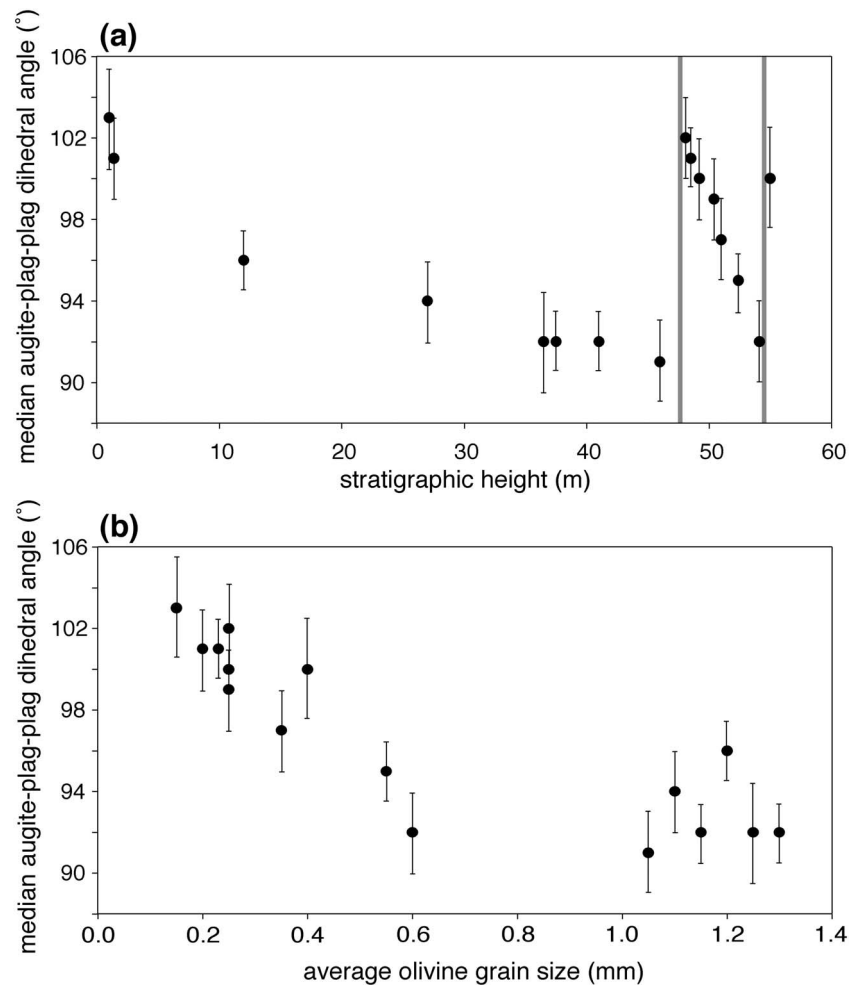 (a)
median augite-plag-plag dihedral angle (°)
106
102
98
94
90
0 10 20 30 40 50 60
stratigraphic height (m)
(b)
median augite-plag-plag dihedral angle (°)
106
102
98
94
90
0.0 0.2 0.4 0.6 0.8 1.0 1.2 1.4
average olivine grain size (mm)